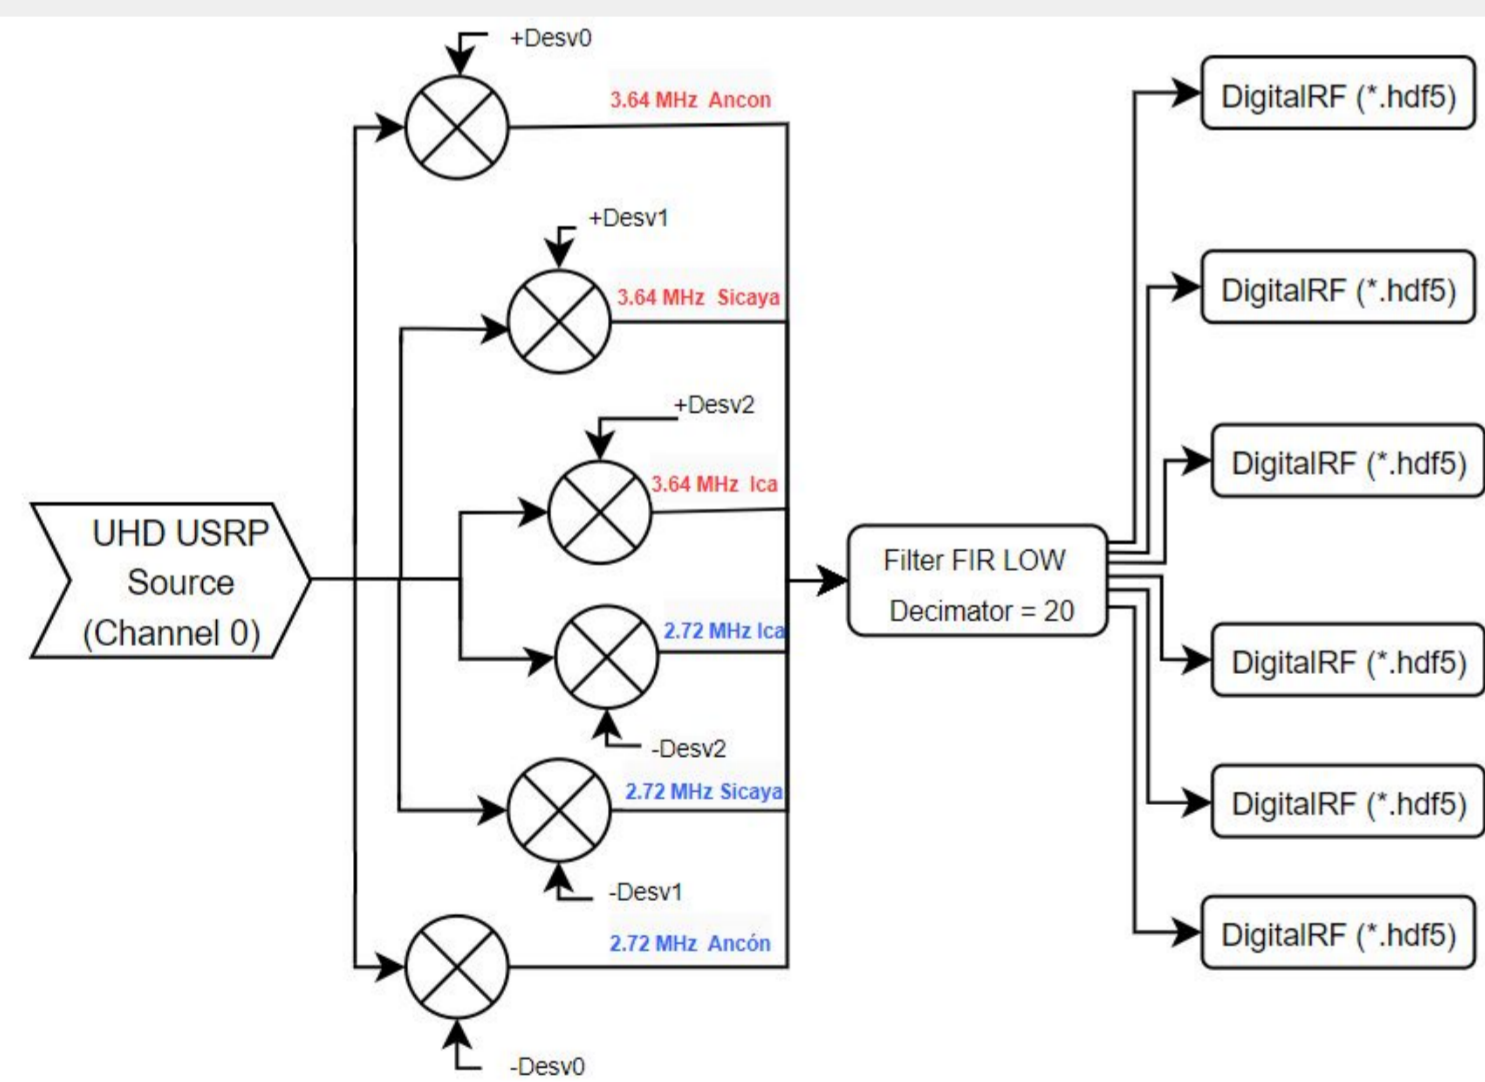 +Desv0
3.64 MHz Ancon
DigitalRF (*.hdf5)
+Desv1
3.64 MHz Sicaya
DigitalRF (*.hdf5)
+Desv2
3.64 MHz Ica
DigitalRF (*.hdf5)
UHD USRP
Source
(Channel 0)
Filter FIR LOW
Decimator = 20
2.72 MHz Ica
DigitalRF (*.hdf5)
-Desv2
2.72 MHz Sicaya
DigitalRF (*.hdf5)
-Desv1
2.72 MHz Ancón
DigitalRF (*.hdf5)
-Desv0